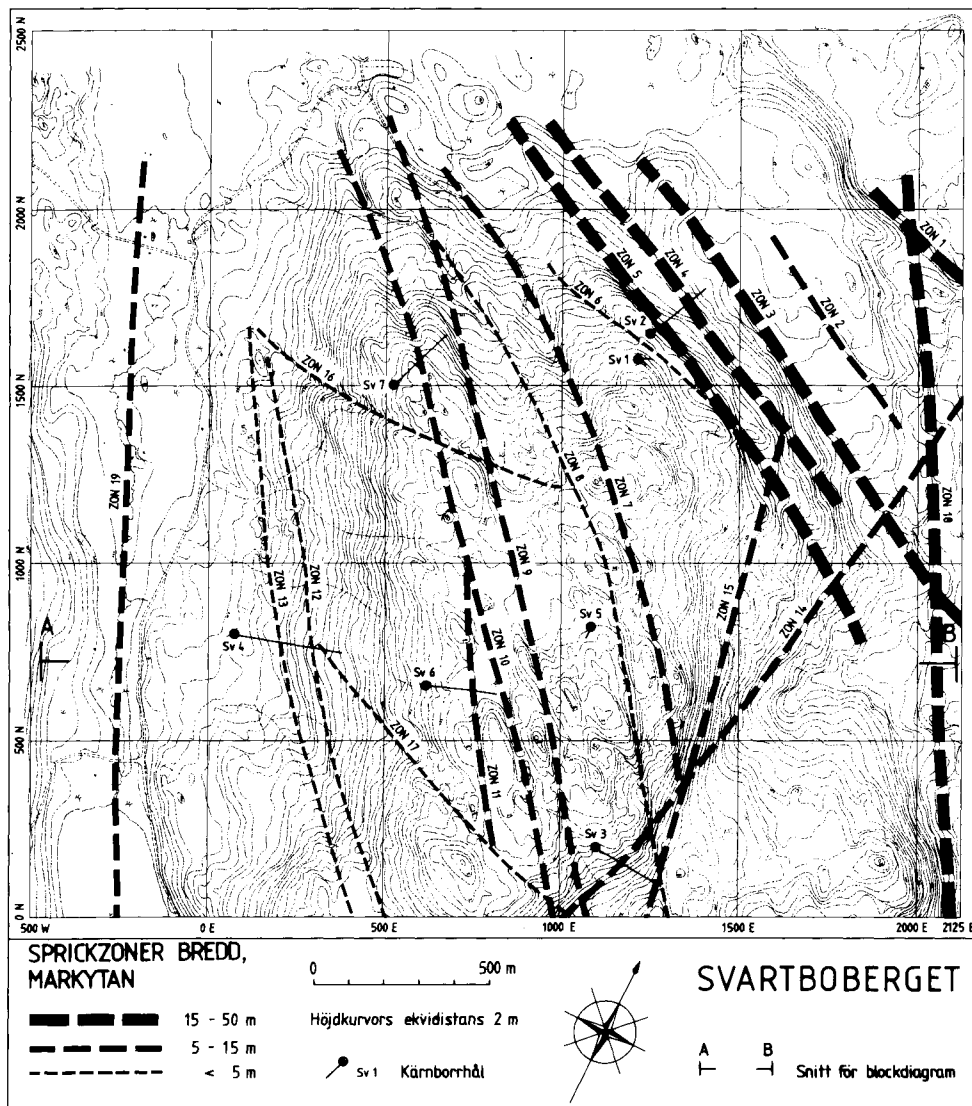 2500 N
2000 N
1500 N
1000 N
500 N
0 N
500 W
0
500 E
1000 E
1500 E
2000 E
2125 E
ZON 1
ZON 2
ZON 3
ZON 4
ZON 5
ZON 6
ZON 7
ZON 8
ZON 9
ZON 10
ZON 11
ZON 12
ZON 13
ZON 14
ZON 15
ZON 16
ZON 17
ZON 18
ZON 19
Sv 2
Sv 1
Sv 7
Sv 5
Sv 4
Sv 6
Sv 3
A
B
SPRICKZONER BREDD,
MARKYTAN
15 - 50 m
5 - 15 m
< 5 m
0 500 m
Höjdkurvors ekvidistans 2 m
Sv 1 Kärnborrhål
SVARTBOBERGET
A B
Snitt för blockdiagram